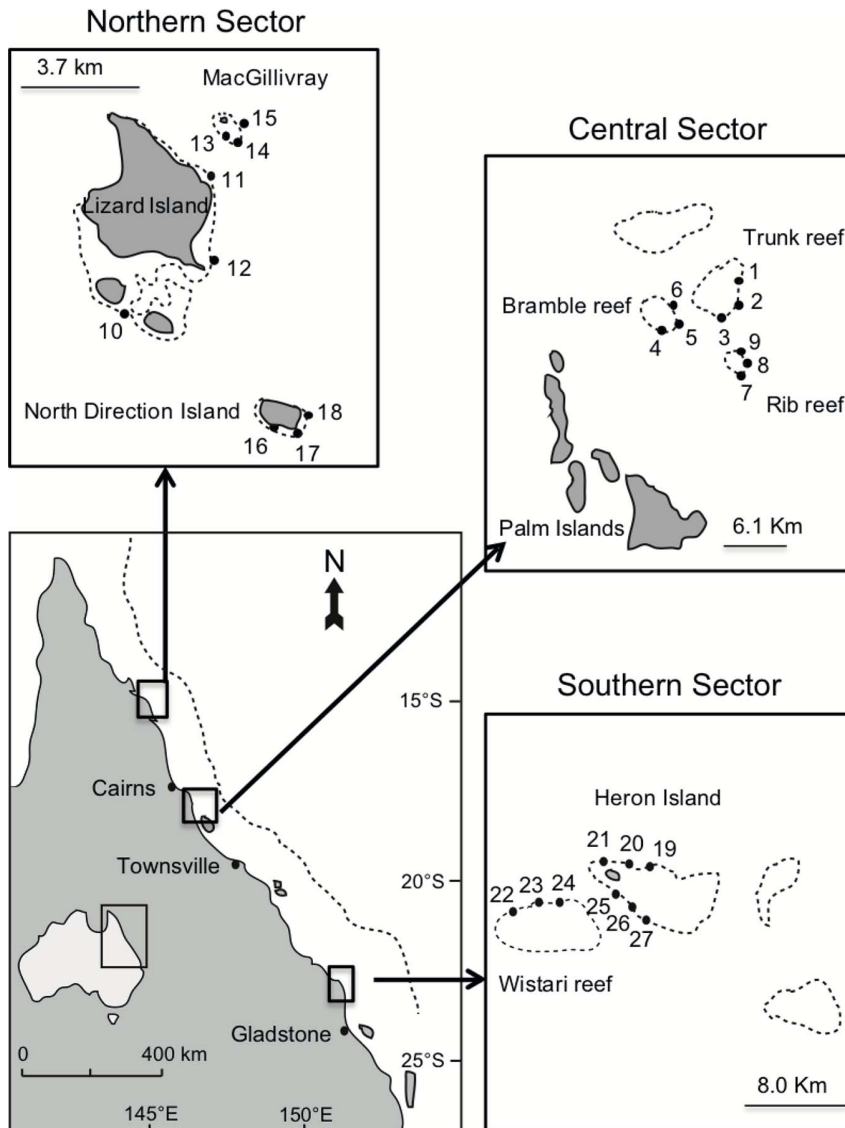 Northern Sector
3.7 km
MacGillivray
15
13
14
11
Lizard Island
12
10
North Direction Island
18
16
17
Central Sector
Trunk reef
1
6
2
Bramble reef
5
3
4
9
8
7
Rib reef
Palm Islands
6.1 Km
N
15°S
Cairns
Townsville
20°S
Gladstone
0
400 km
25°S
145°E
150°E
Southern Sector
Heron Island
21
20
19
22
23
24
25
26
27
Wistari reef
8.0 Km